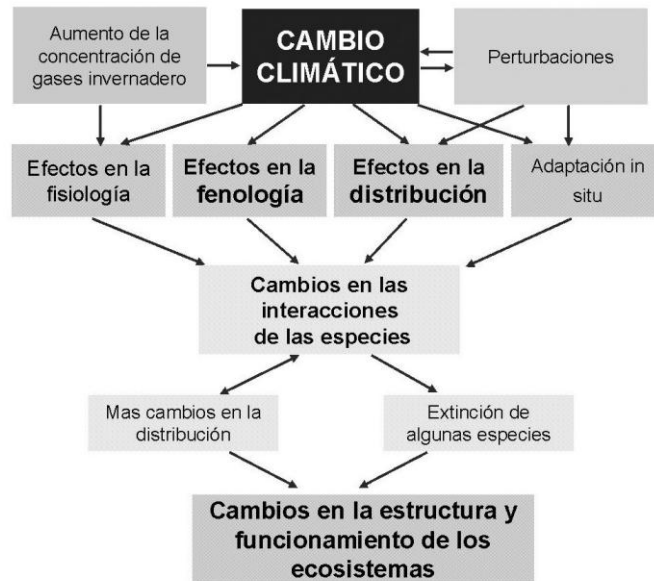 Aumento de la
concentración de
gases invernadero
CAMBIO
CLIMÁTICO
Perturbaciones
Efectos en la
fisiología
Efectos en la
fenología
Efectos en la
distribución
Adaptación in
situ
Cambios en las
interacciones
de las especies
Mas cambios en la
distribución
Extinción de
algunas especies
Cambios en la estructura y
funcionamiento de los
ecosistemas